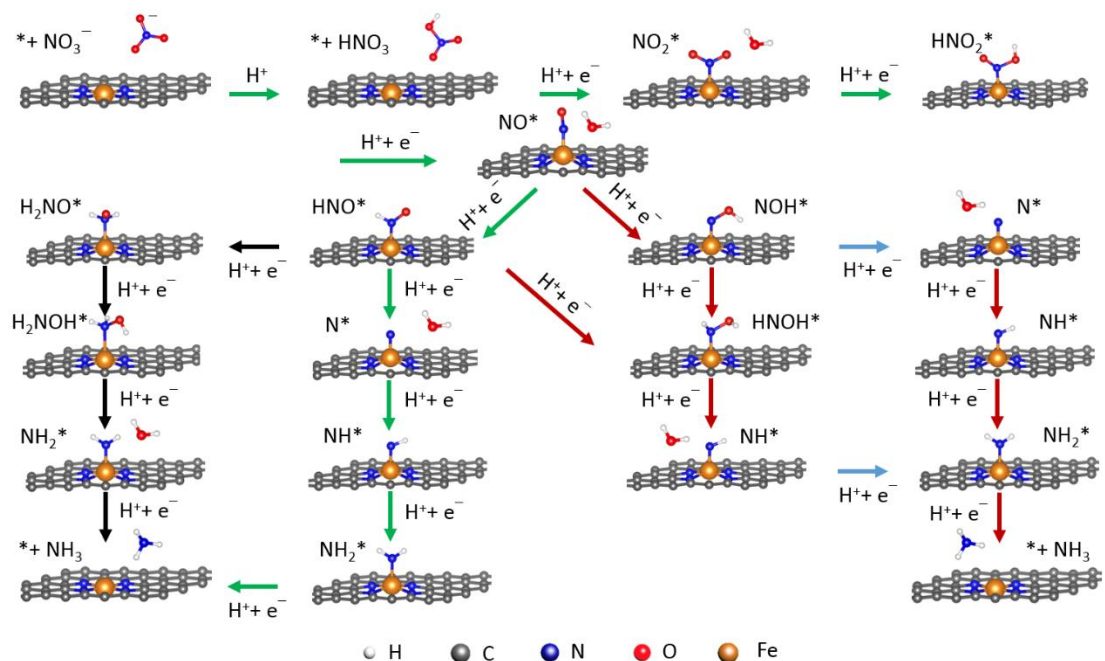 * + NO₃⁻
* + HNO₃
NO₂*
HNO₂*
H⁺
H⁺+ e⁻
H⁺+ e⁻
NO*
H⁺+ e⁻
H⁺+ e⁻
H⁺+ e⁻
H₂NO*
HNO*
NOH*
N*
H⁺+ e⁻
H⁺+ e⁻
H⁺+ e⁻
H⁺+ e⁻
H⁺+ e⁻
H⁺+ e⁻
H⁺+ e⁻
H₂NOH*
N*
HNOH*
NH*
H⁺+ e⁻
H⁺+ e⁻
H⁺+ e⁻
H⁺+ e⁻
NH₂*
NH*
NH*
NH₂*
H⁺+ e⁻
H⁺+ e⁻
H⁺+ e⁻
H⁺+ e⁻
* + NH₃
NH₂*
* + NH₃
H⁺+ e⁻
H C N O Fe